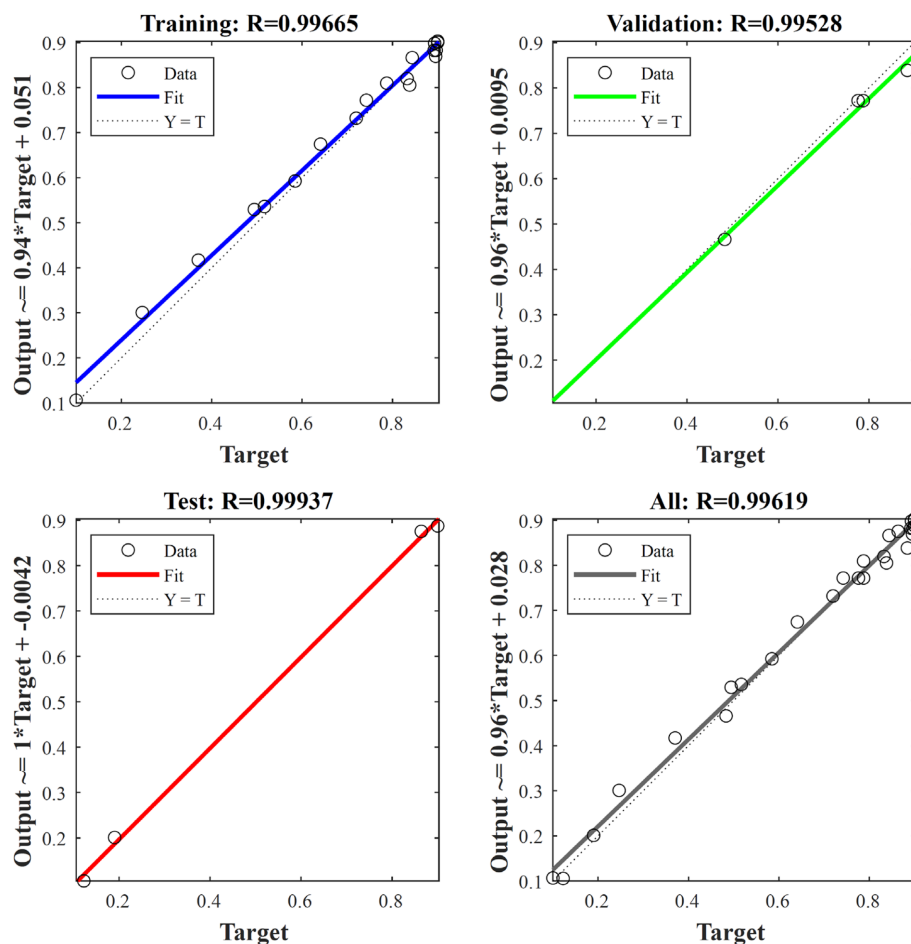 Training: R=0.99665
Output ~= 0.94*Target + 0.051
0.9
0.8
0.7
0.6
0.5
0.4
0.3
0.2
0.1
Data
Fit
Y = T
0.2
0.4
0.6
0.8
Target
Validation: R=0.99528
Output ~= 0.96*Target + 0.0095
0.9
0.8
0.7
0.6
0.5
0.4
0.3
0.2
Data
Fit
Y = T
0.2
0.4
0.6
0.8
Target
Test: R=0.99937
Output ~= 1*Target + -0.0042
0.9
0.8
0.7
0.6
0.5
0.4
0.3
0.2
Data
Fit
Y = T
0.2
0.4
0.6
0.8
Target
All: R=0.99619
Output ~= 0.96*Target + 0.028
0.9
0.8
0.7
0.6
0.5
0.4
0.3
0.2
0.1
Data
Fit
Y = T
0.2
0.4
0.6
0.8
Target